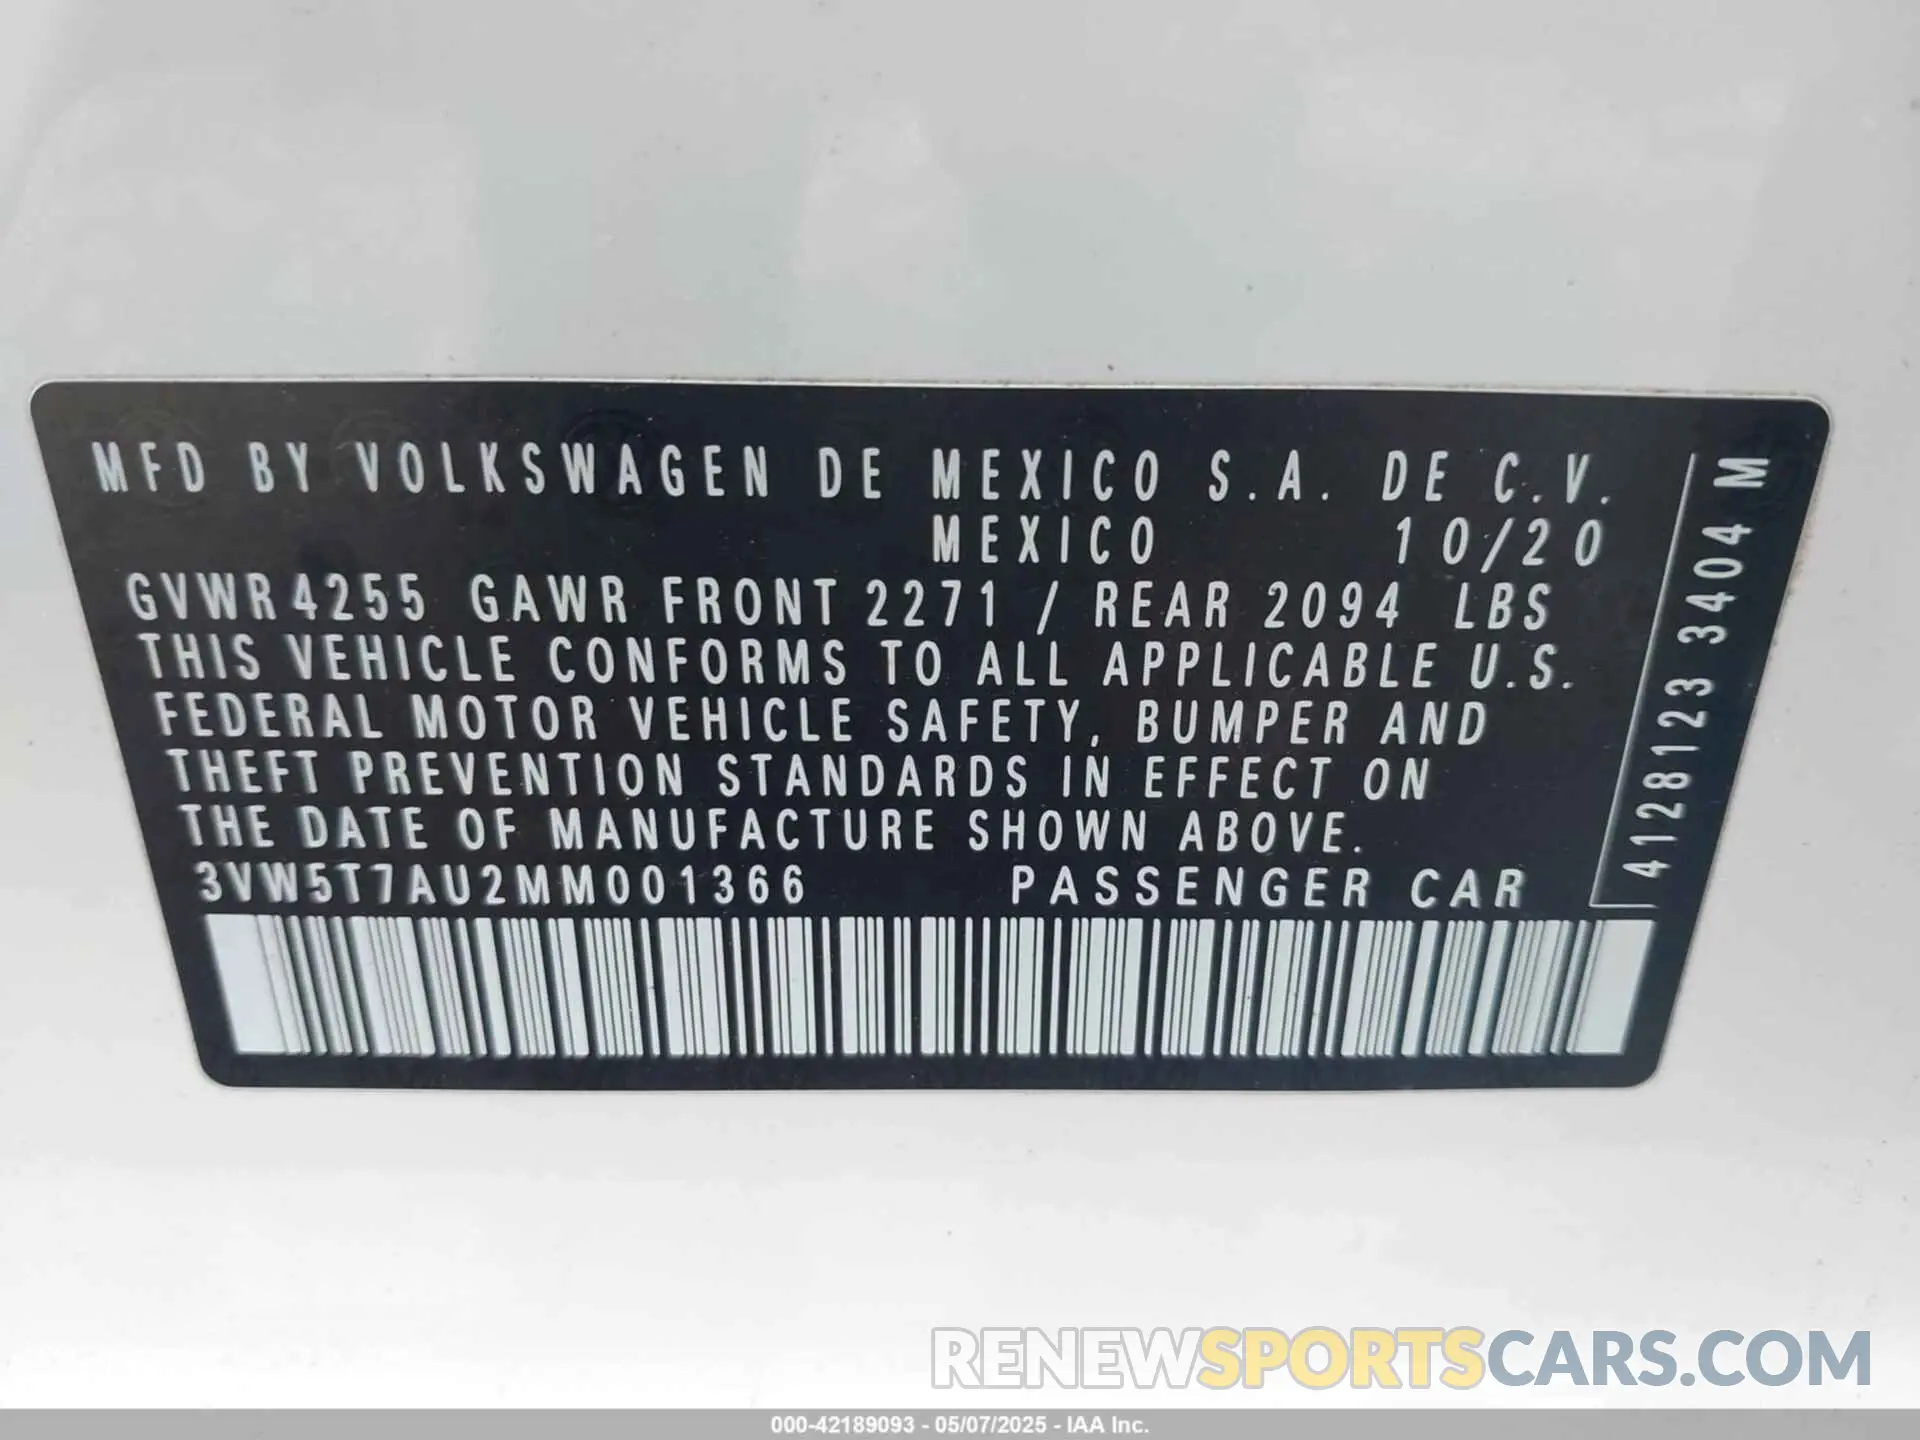 MFD BY VOLKSWAGEN DE MEXICO S.A. DE C.V.
MEXICO 10/20
GVWR 4255 GAWR FRONT 2271 / REAR 2094 LBS
THIS VEHICLE CONFORMS TO ALL APPLICABLE U.S.
FEDERAL MOTOR VEHICLE SAFETY, BUMPER AND
THEFT PREVENTION STANDARDS IN EFFECT ON
THE DATE OF MANUFACTURE SHOWN ABOVE.
3VW5T7AU2MM001366 PASSENGER CAR
4128123 3404 M
RENEWSPORTSCARS.COM
000-42189093 - 05/07/2025 - IAA Inc.